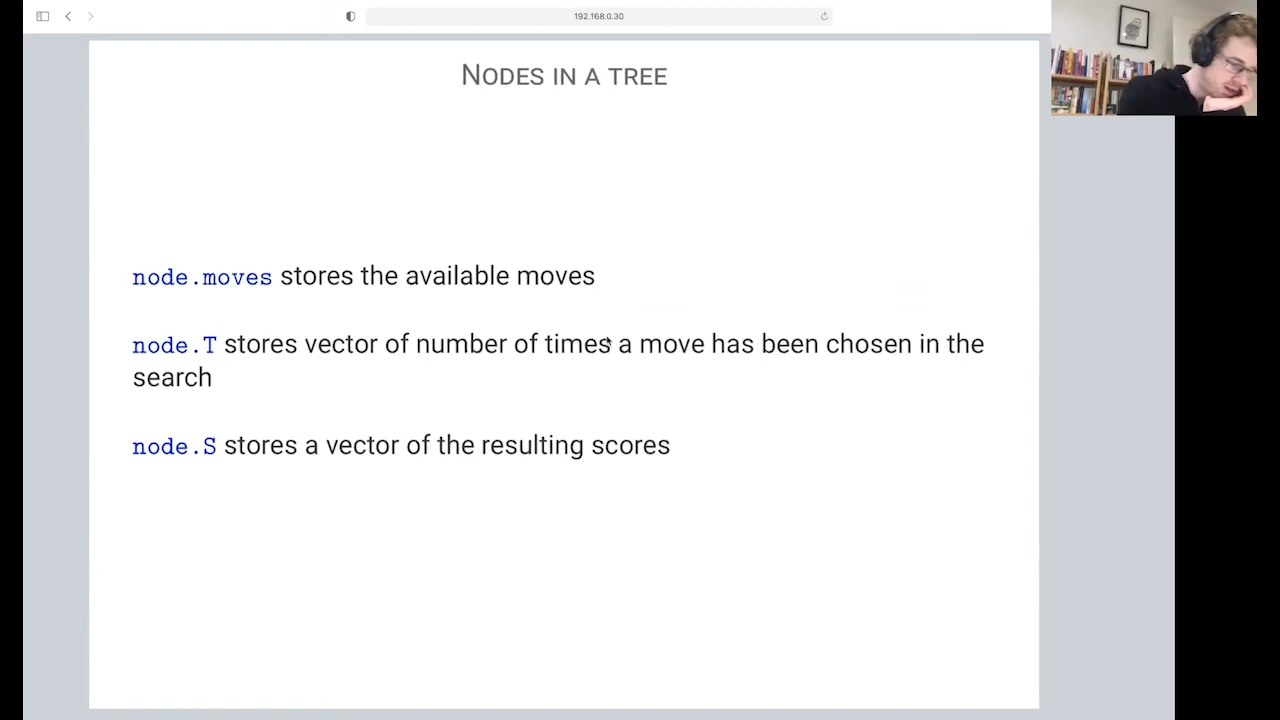 192.168.0.30
NODES IN A TREE
node.moves stores the available moves
node.T stores vector of number of times a move has been chosen in the
search
node.S stores a vector of the resulting scores